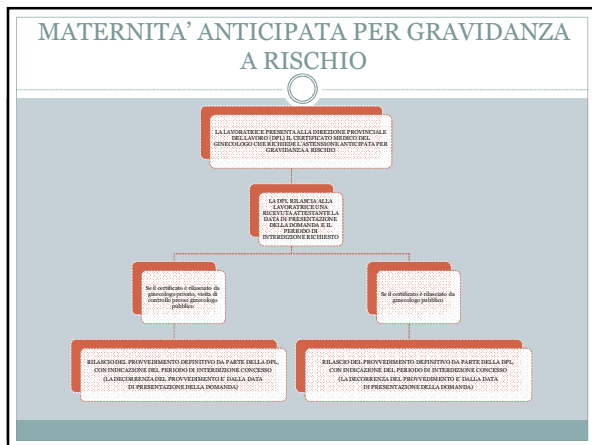 MATERNITA’ ANTICIPATA PER GRAVIDANZA
A RISCHIO
LA LAVORATRICE PRESENTA ALLA DIREZIONE PROVINCIALE
DEL LAVORO (DPL) IL CERTIFICATO MEDICO DEL
GINECOLOGO CHE RICHIEDE L’ASTENSIONE ANTICIPATA PER
GRAVIDANZA A RISCHIO
LA DPL RILASCIA ALLA
LAVORATRICE UNA
RICEVUTA ATTESTANTE LA
DATA DI PRESENTAZIONE
DELLA DOMANDA E IL
PERIODO DI
INTERDIZIONE RICHIESTO
Se il certificato è rilasciato da
ginecologo privato, visita di
controllo presso ginecologo
pubblico
Se il certificato è rilasciato da
ginecologo pubblico
RILASCIO DEL PROVVEDIMENTO DEFINITIVO DA PARTE DELLA DPL,
CON INDICAZIONE DEL PERIODO DI INTERDIZIONE CONCESSO
(LA DECORRENZA DEL PROVVEDIMENTO E’ DALLA DATA
DI PRESENTAZIONE DELLA DOMANDA)
RILASCIO DEL PROVVEDIMENTO DEFINITIVO DA PARTE DELLA DPL,
CON INDICAZIONE DEL PERIODO DI INTERDIZIONE CONCESSO
(LA DECORRENZA DEL PROVVEDIMENTO E’ DALLA DATA
DI PRESENTAZIONE DELLA DOMANDA)